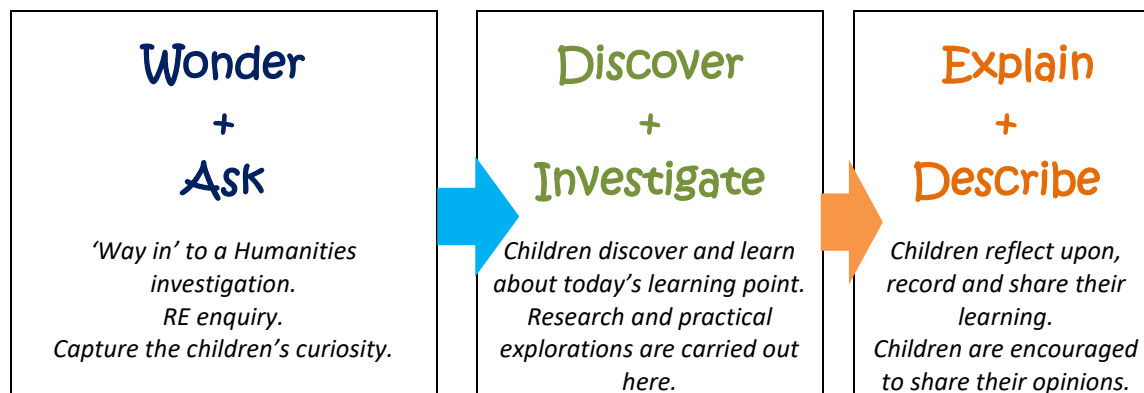 Wonder
+
Ask
‘Way in’ to a Humanities
investigation.
RE enquiry.
Capture the children’s curiosity.
Discover
+
Investigate
Children discover and learn
about today’s learning point.
Research and practical
explorations are carried out
here.
Explain
+
Describe
Children reflect upon,
record and share their
learning.
Children are encouraged
to share their opinions.